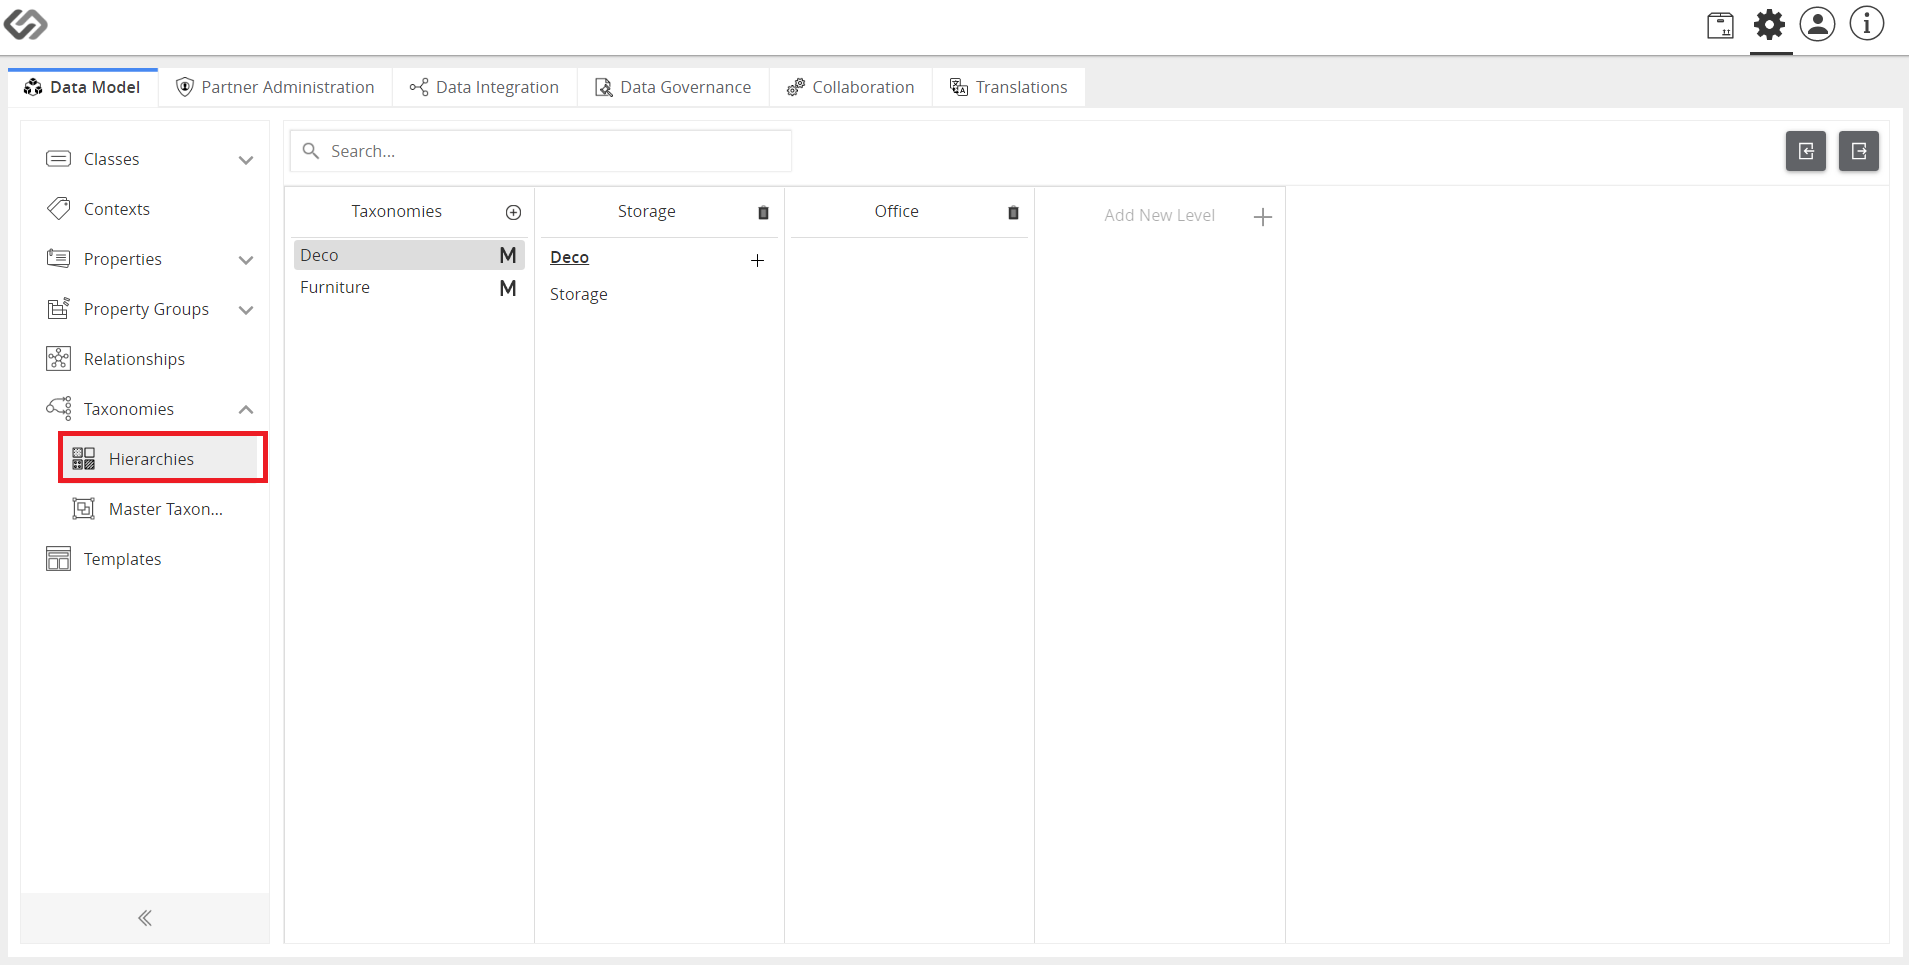 Data Model
Partner Administration
Data Integration
Data Governance
Collaboration
Translations
Classes
Contexts
Properties
Property Groups
Relationships
Taxonomies
Hierarchies
Master Taxon...
Templates
Search...
Taxonomies
Deco M
Furniture M
Storage
Deco
Storage
Office
Add New Level